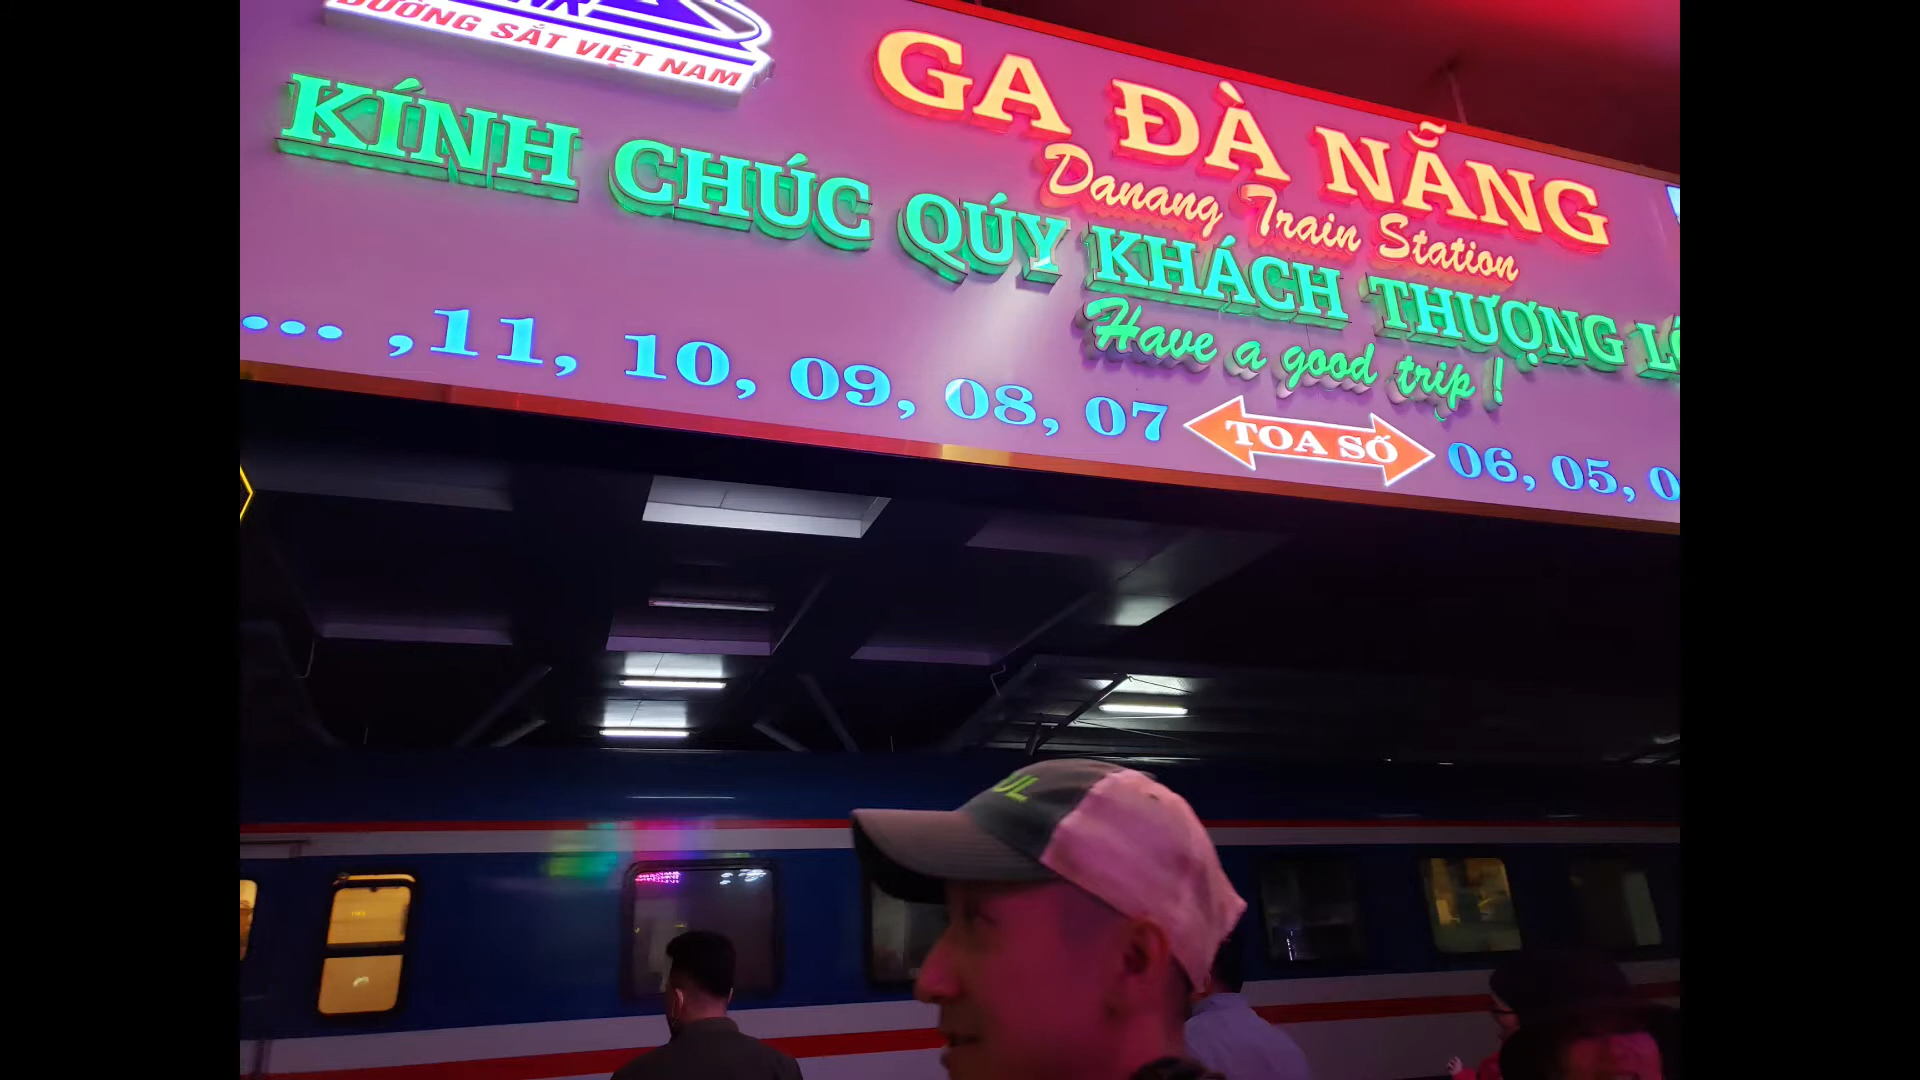 ĐƯỜNG SẮT VIỆT NAM
GA ĐÀ NẴNG
Danang Train Station
KÍNH CHÚC QÚY KHÁCH THƯỢNG
Have a good trip !
... ,11, 10, 09, 08, 07
TOA SỐ
06, 05,